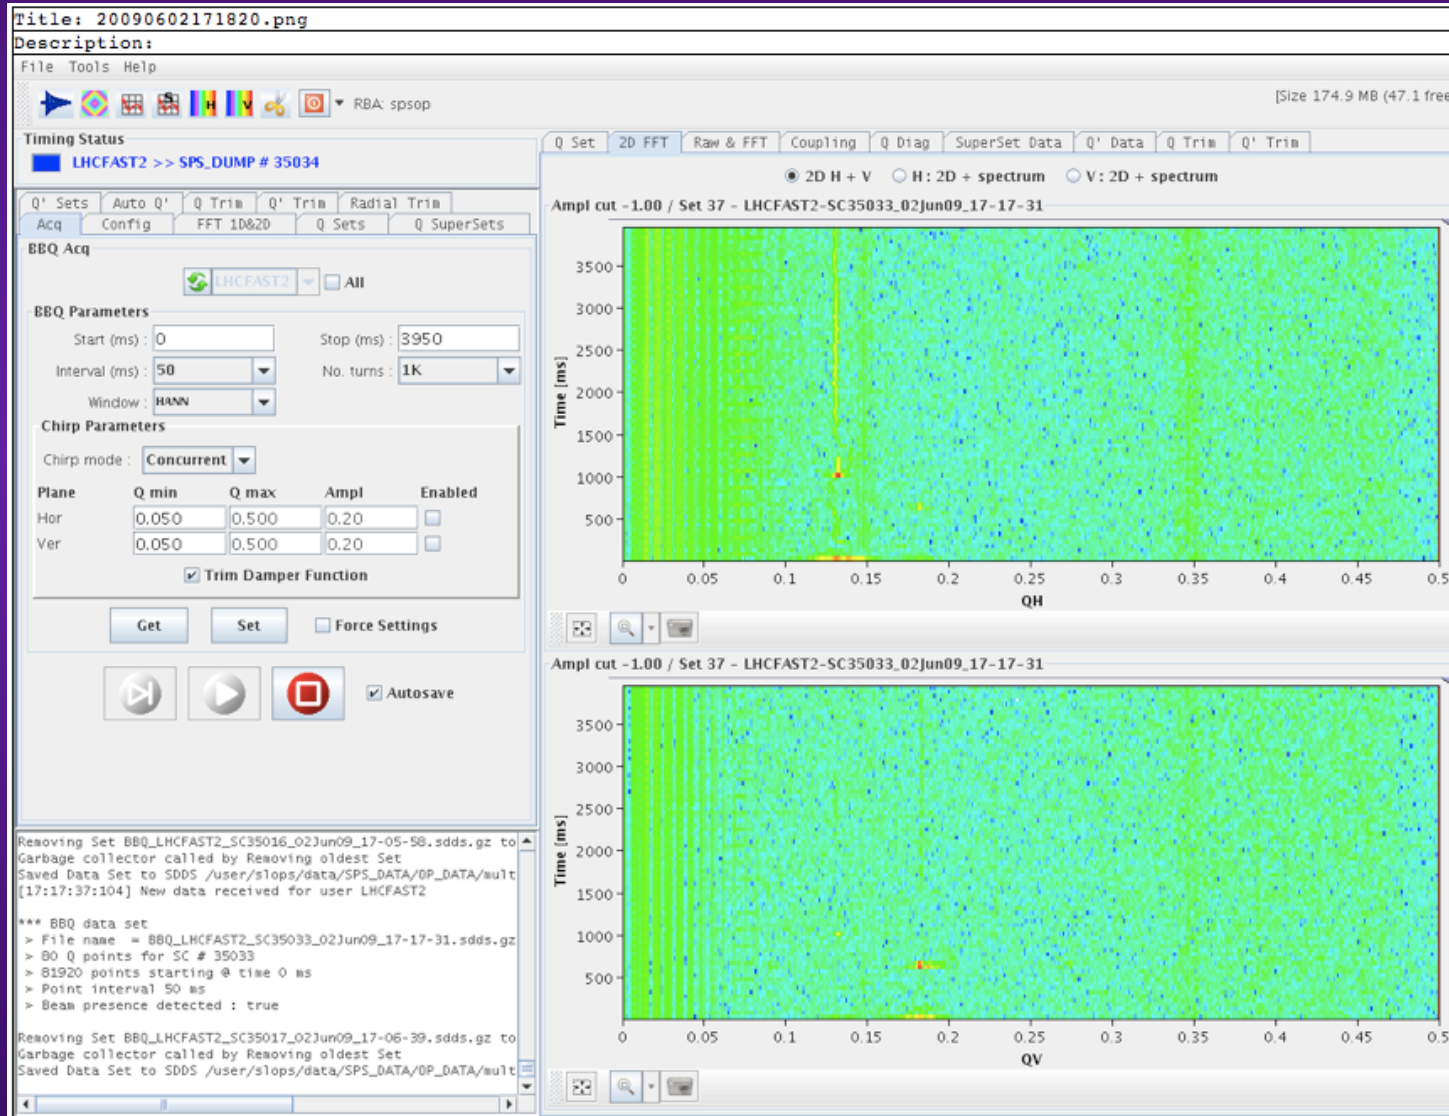 Title: 20090602171820.png
Description:
File Tools Help
RBA: spsop
[Size 174.9 MB (47.1 free
Timing Status
LHCFAST2 >> SPS_DUMP # 35034
Q' Sets Auto Q' Q Trim Q' Trim Radial Trim
Acq Config FFT 1D&2D Q Sets Q SuperSets
BBQ Acq
LHCFAST2 All
BBQ Parameters
Start (ms) : 0 Stop (ms) : 3950
Interval (ms) : 50 No. turns : 1K
Window : HANN
Chirp Parameters
Chirp mode : Concurrent
Plane Q min Q max Ampl Enabled
Hor 0.050 0.500 0.20
Ver 0.050 0.500 0.20
Trim Damper Function
Get Set Force Settings
Autosave
Removing Set BBQ_LHCFAST2_SC35016_02Jun09_17-05-58.sdds.gz to
Garbage collector called by Removing oldest Set
Saved Data Set to SDDS /user/slops/data/SPS_DATA/OP_DATA/mult
[17:17:37:104] New data received for user LHCFAST2
*** BBQ data set
> File name = BBQ_LHCFAST2_SC35033_02Jun09_17-17-31.sdds.gz
> 80 Q points for SC # 35033
> 81920 points starting @ time 0 ms
> Point interval 50 ms
> Beam presence detected : true
Removing Set BBQ_LHCFAST2_SC35017_02Jun09_17-06-39.sdds.gz to
Garbage collector called by Removing oldest Set
Saved Data Set to SDDS /user/slops/data/SPS_DATA/OP_DATA/mult
Q Set 2D FFT Raw & FFT Coupling Q Diag SuperSet Data Q' Data Q Trim Q' Trim
2D H + V H : 2D + spectrum V : 2D + spectrum
Ampl cut -1.00 / Set 37 - LHCFAST2-SC35033_02Jun09_17-17-31
Time [ms]
3500
3000
2500
2000
1500
1000
500
0 0.05 0.1 0.15 0.2 0.25 0.3 0.35 0.4 0.45 0.5
QH
Ampl cut -1.00 / Set 37 - LHCFAST2-SC35033_02Jun09_17-17-31
Time [ms]
3500
3000
2500
2000
1500
1000
500
0 0.05 0.1 0.15 0.2 0.25 0.3 0.35 0.4 0.45 0.5
QV